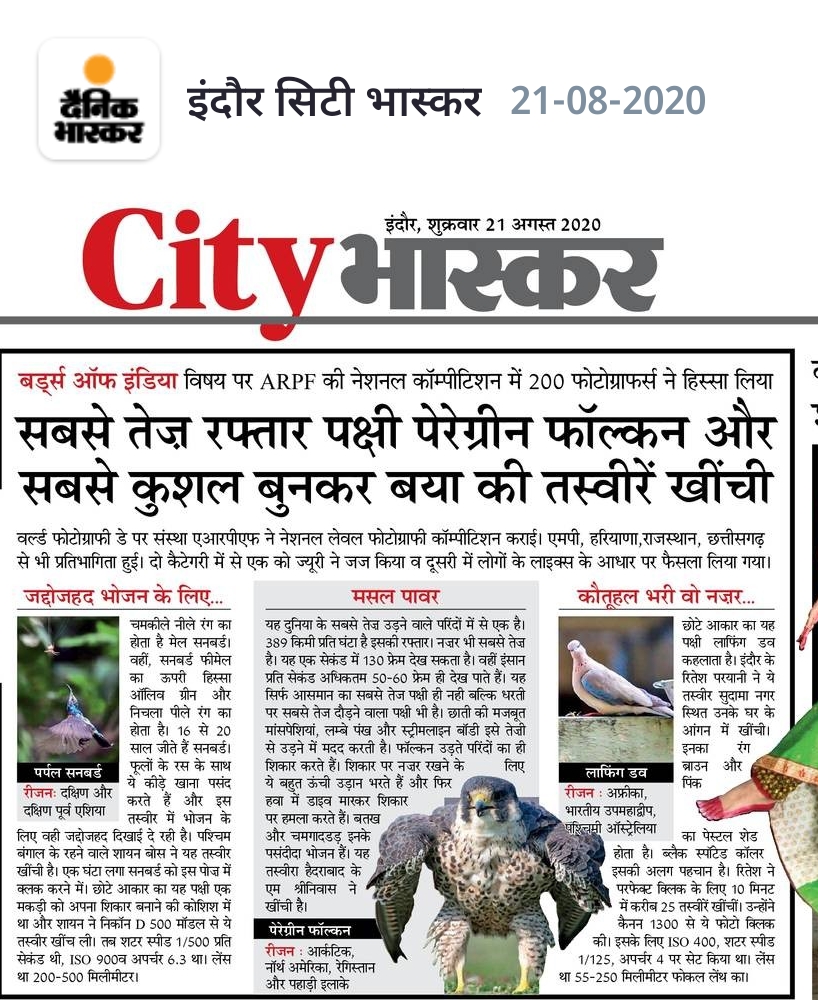 दैनिक
भास्कर
इंदौर सिटी भास्कर 21-08-2020
इंदौर, शुक्रवार 21 अगस्त 2020
City भास्कर
बर्ड्स ऑफ इंडिया विषय पर ARPF की नेशनल कॉम्पीटिशन में 200 फोटोग्राफर्स ने हिस्सा लिया
सबसे तेज़ रफ्तार पक्षी पेरेग्रीन फॉल्कन और
सबसे कुशल बुनकर बया की तस्वीरें खींची
वर्ल्ड फोटोग्राफी डे पर संस्था एआरपीएफ ने नेशनल लेवल फोटोग्राफी कॉम्पीटिशन कराई। एमपी, हरियाणा,राजस्थान, छत्तीसगढ़
से भी प्रतिभागिता हुई। दो कैटेगरी में से एक को ज्यूरी ने जज किया व दूसरी में लोगों के लाइक्स के आधार पर फैसला लिया गया।
जद्दोजहद भोजन के लिए...
चमकीले नीले रंग का
होता है मेल सनबर्ड।
वहीं, सनबर्ड फीमेल
का ऊपरी हिस्सा
ऑलिव ग्रीन और
निचला पीले रंग का
होता है। 16 से 20
साल जीते हैं सनबर्ड।
फूलों के रस के साथ
ये कीड़े खाना पसंद
करते हैं और इस
तस्वीर में भोजन के
पर्पल सनबर्ड
रीजनः दक्षिण और
दक्षिण पूर्व एशिया
लिए वही जद्दोजहद दिखाई दे रही है। पश्चिम
बंगाल के रहने वाले शायन बोस ने यह तस्वीर
खींची है। एक घंटा लगा सनबर्ड को इस पोज में
क्लक करने में। छोटे आकार का यह पक्षी एक
मकड़ी को अपना शिकार बनाने की कोशिश में
था और शायन ने निकॉन D 500 मॉडल से ये
तस्वीर खींच ली। तब शटर स्पीड 1/500 प्रति
सेकंड थी, ISO 900व अपर्चर 6.3 था। लेंस
था 200-500 मिलीमीटर।
मसल पावर
यह दुनिया के सबसे तेज उड़ने वाले परिंदों में से एक है।
389 किमी प्रति घंटा है इसकी रफ्तार। नजर भी सबसे तेज
है। यह एक सेकंड में 130 फ्रेम देख सकता है। वहीं इंसान
प्रति सेकंड अधिकतम 50-60 फ्रेम ही देख पाते हैं। यह
सिर्फ आसमान का सबसे तेज पक्षी ही नही बल्कि धरती
पर सबसे तेज दौड़ने वाला पक्षी भी है। छाती की मजबूत
मांसपेशियां, लम्बे पंख और स्ट्रीमलाइन बॉडी इसे तेजी
से उड़ने में मदद करती है। फॉल्कन उड़ते परिंदों का ही
शिकार करते हैं। शिकार पर नजर रखने के लिए
ये बहुत ऊंची उड़ान भरते हैं और फिर
हवा में डाइव मारकर शिकार
पर हमला करते हैं। बतख
और चमगादड़ इनके
पसंदीदा भोजन हैं। यह
तस्वीरा हैदराबाद के
एम श्रीनिवास ने
खींची है।
पेरेग्रीन फॉल्कन
रीजन : आर्कटिक,
नॉर्थ अमेरिका, रेगिस्तान
और पहाड़ी इलाके
कौतूहल भरी वो नज़र...
छोटे आकार का यह
पक्षी लाफिंग डव
कहलाता है। इंदौर के
रितेश परयानी ने ये
तस्वीर सुदामा नगर
स्थित उनके घर के
आंगन में खींची।
इनका रंग
ब्राउन और
पिंक
लाफिंग डव
रीजन : अफ्रीका,
भारतीय उपमहाद्वीप,
पश्चिमी ऑस्ट्रेलिया
का पेस्टल शेड
होता है। ब्लैक स्पॉटेड कॉलर
इसकी अलग पहचान है। रितेश ने
परफेक्ट क्लिक के लिए 10 मिनट
में करीब 25 तस्वीरें खींचीं। उन्होंने
कैनन 1300 से ये फोटो क्लिक
की। इसके लिए ISO 400, शटर स्पीड
1/125, अपर्चर 4 पर सेट किया था। लेंस
था 55-250 मिलीमीटर फोकल लेंथ का।